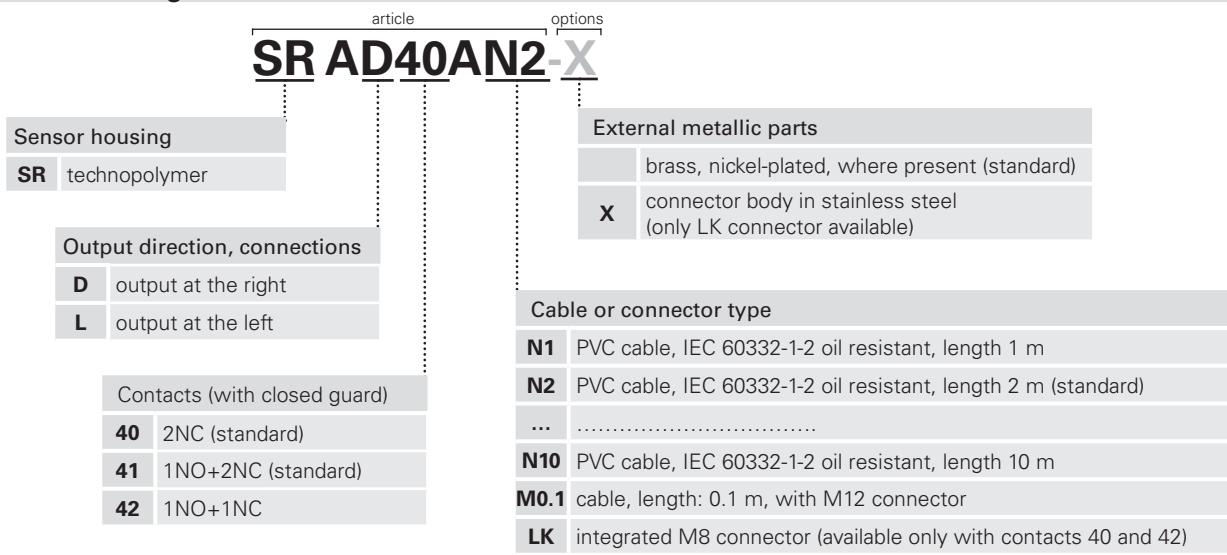 article options
SR AD40AN2-X
Sensor housing
SR technopolymer
Output direction, connections
D output at the right
L output at the left
Contacts (with closed guard)
40 2NC (standard)
41 1NO+2NC (standard)
42 1NO+1NC
External metallic parts
brass, nickel-plated, where present (standard)
X connector body in stainless steel
(only LK connector available)
Cable or connector type
N1 PVC cable, IEC 60332-1-2 oil resistant, length 1 m
N2 PVC cable, IEC 60332-1-2 oil resistant, length 2 m (standard)
... .................................
N10 PVC cable, IEC 60332-1-2 oil resistant, length 10 m
M0.1 cable, length: 0.1 m, with M12 connector
LK integrated M8 connector (available only with contacts 40 and 42)